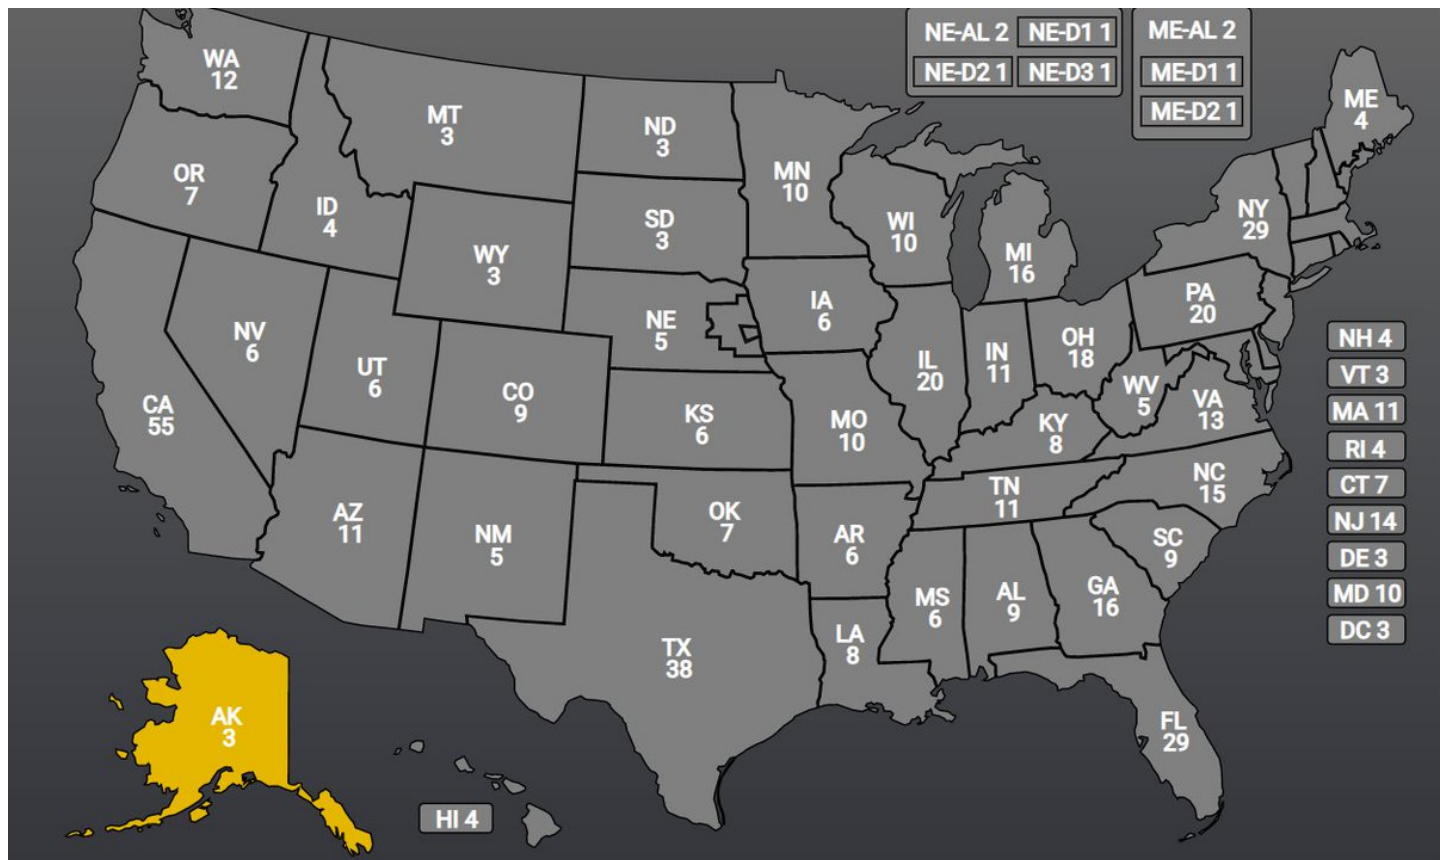 NE-AL 2 NE-D1 1
NE-D2 1 NE-D3 1
ME-AL 2
ME-D1 1
ME-D2 1
WA
12
MT
3
ND
3
MN
10
ME
4
OR
7
ID
4
WY
3
SD
3
WI
10
MI
16
NY
29
NV
6
UT
6
CO
9
NE
5
IA
6
IL
20
IN
11
OH
18
PA
20
CA
55
KS
6
MO
10
KY
8
WV
5
VA
13
AZ
11
NM
5
OK
7
AR
6
TN
11
NC
15
SC
9
TX
38
LA
8
MS
6
AL
9
GA
16
FL
29
AK
3
HI 4
NH 4
VT 3
MA 11
RI 4
CT 7
NJ 14
DE 3
MD 10
DC 3